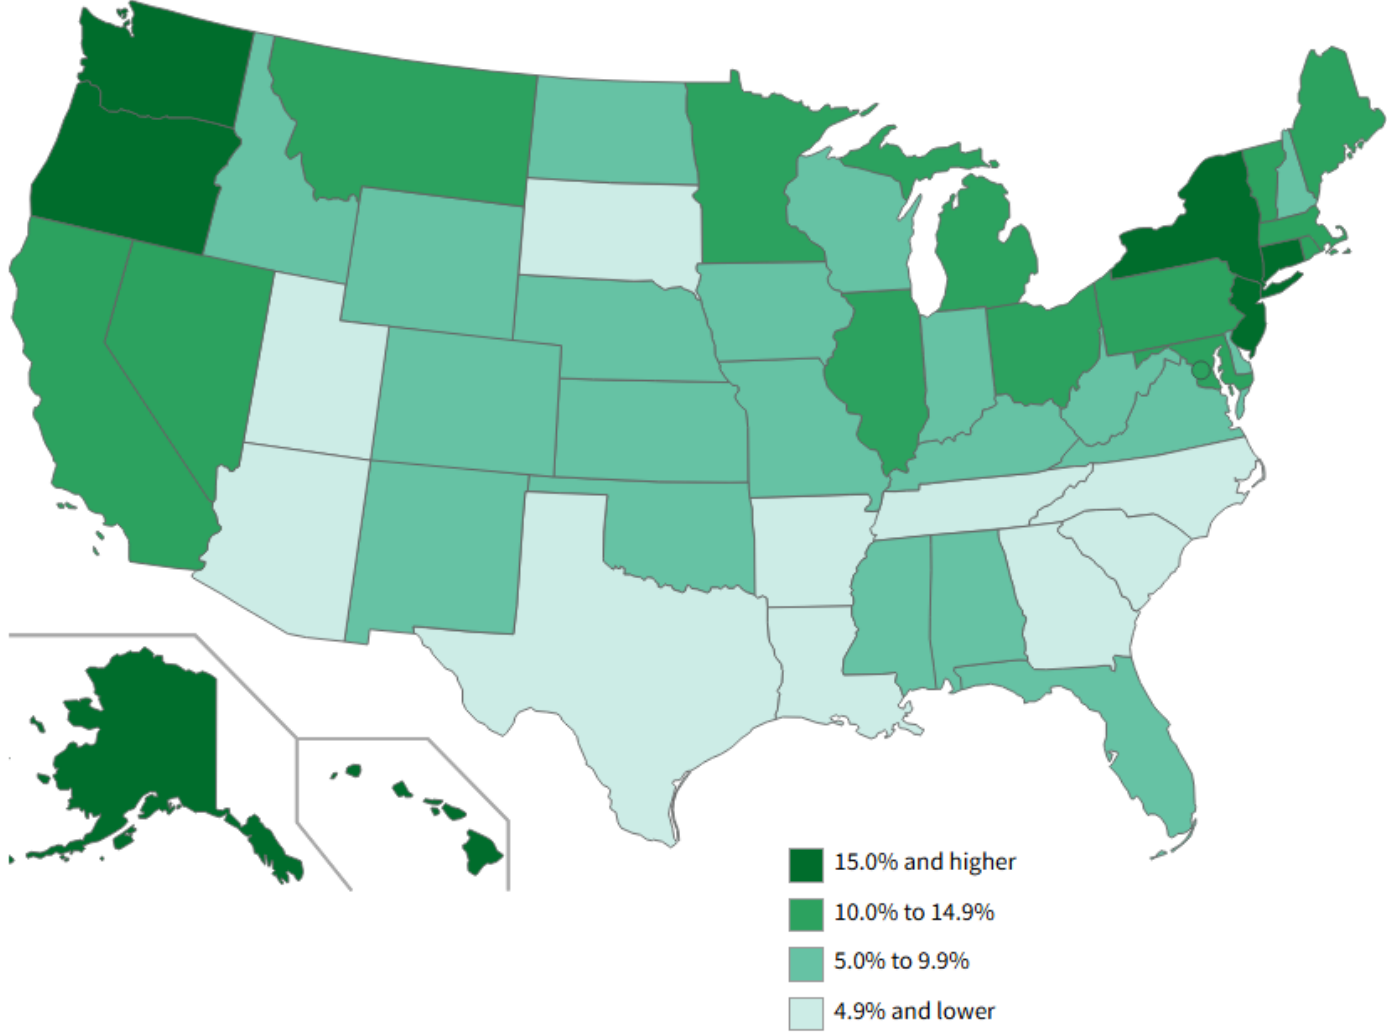 15.0% and higher
10.0% to 14.9%
5.0% to 9.9%
4.9% and lower